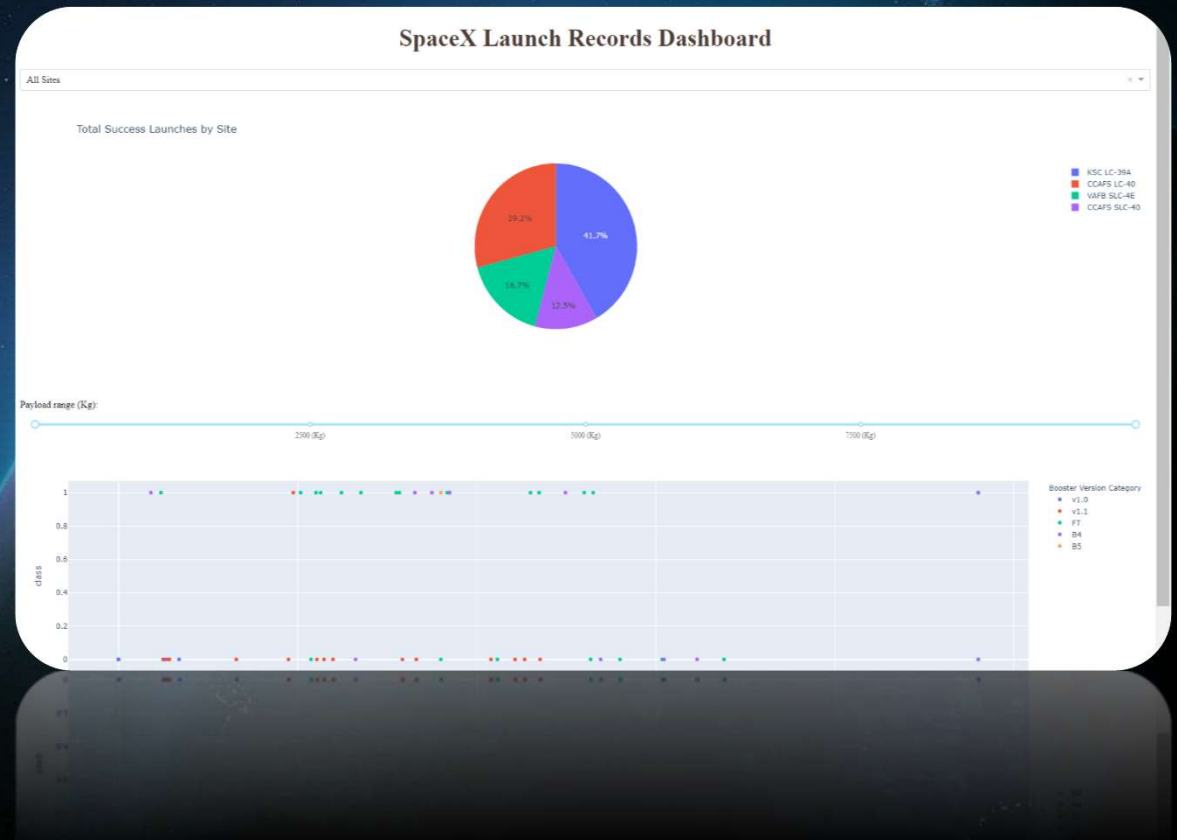 SpaceX Launch Records Dashboard
All Sites
Total Success Launches by Site
KSC LC-39A
CCAFS LC-40
VAFB SLC-4E
CCAFS SLC-40
29.2%
41.7%
16.7%
12.5%
Payload range (Kg):
2500 (Kg)
5000 (Kg)
7500 (Kg)
Booster Version Category
v1.0
v1.1
FT
B4
B5
class
1
0.8
0.6
0.4
0.2
0